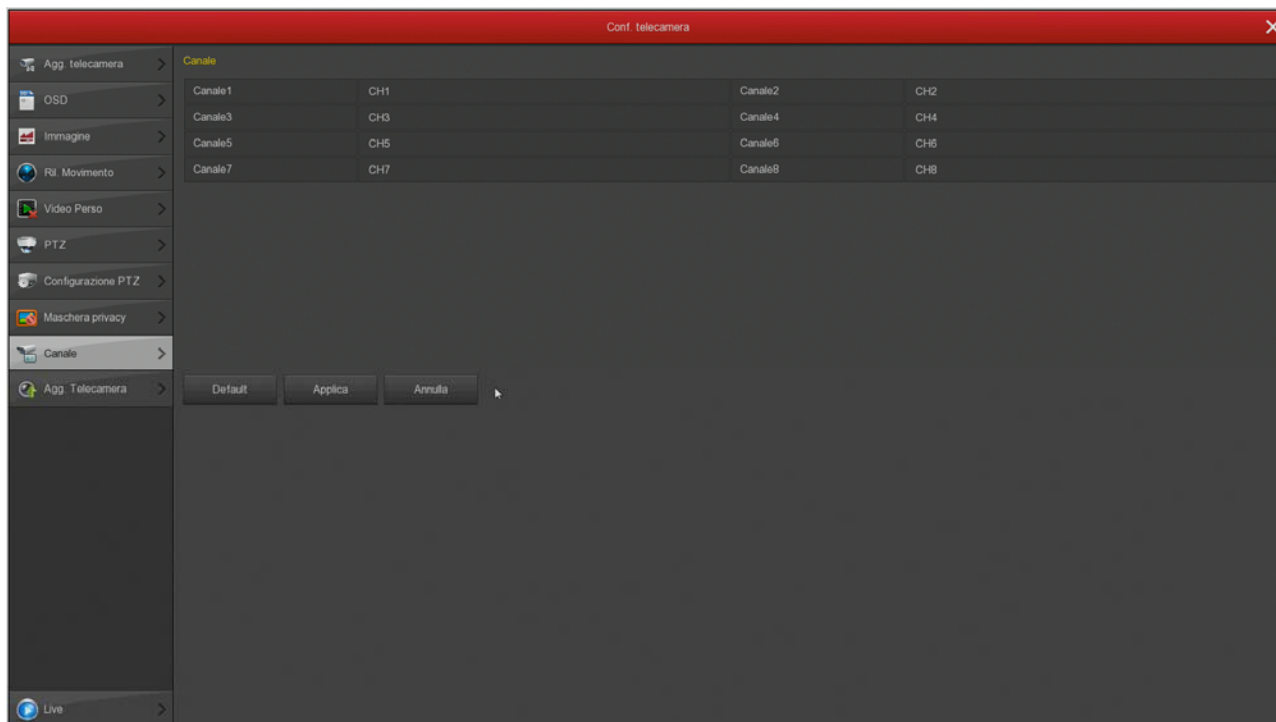 Conf. telecamera
Agg. telecamera
OSD
Immagine
Ril. Movimento
Video Perso
PTZ
Configurazione PTZ
Maschera privacy
Canale
Agg. Telecamera
Live
Canale
Canale1 CH1 Canale2 CH2
Canale3 CH3 Canale4 CH4
Canale5 CH5 Canale6 CH6
Canale7 CH7 Canale8 CH8
Default Applica Annulla